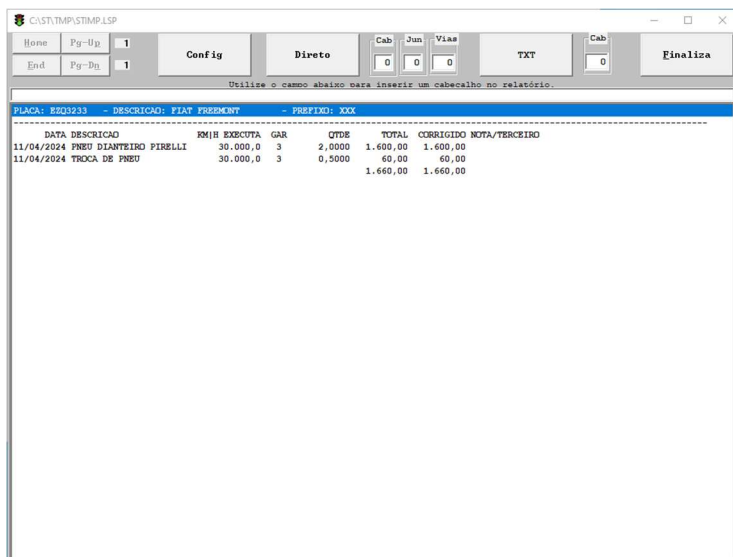 C:\ST\TMP\STIMP.LSP
Home Pg-Up 1 Config Direto Cab Jun Vias TXT Cab Finaliza
End Pg-Dn 1 0 0 0 0
Utilize o campo abaixo para inserir um cabecalho no relatório.
PLACA: EZQ3233 - DESCRICAO: FIAT FREEMONT - PREFIXO: XXX
DATA DESCRICAO KM|H EXECUTA GAR QTDE TOTAL CORRIGIDO NOTA/TERCEIRO
11/04/2024 PNEU DIANTEIRO PIRELLI 30.000,0 3 2,0000 1.600,00 1.600,00
11/04/2024 TROCA DE PNEU 30.000,0 3 0,5000 60,00 60,00
1.660,00 1.660,00